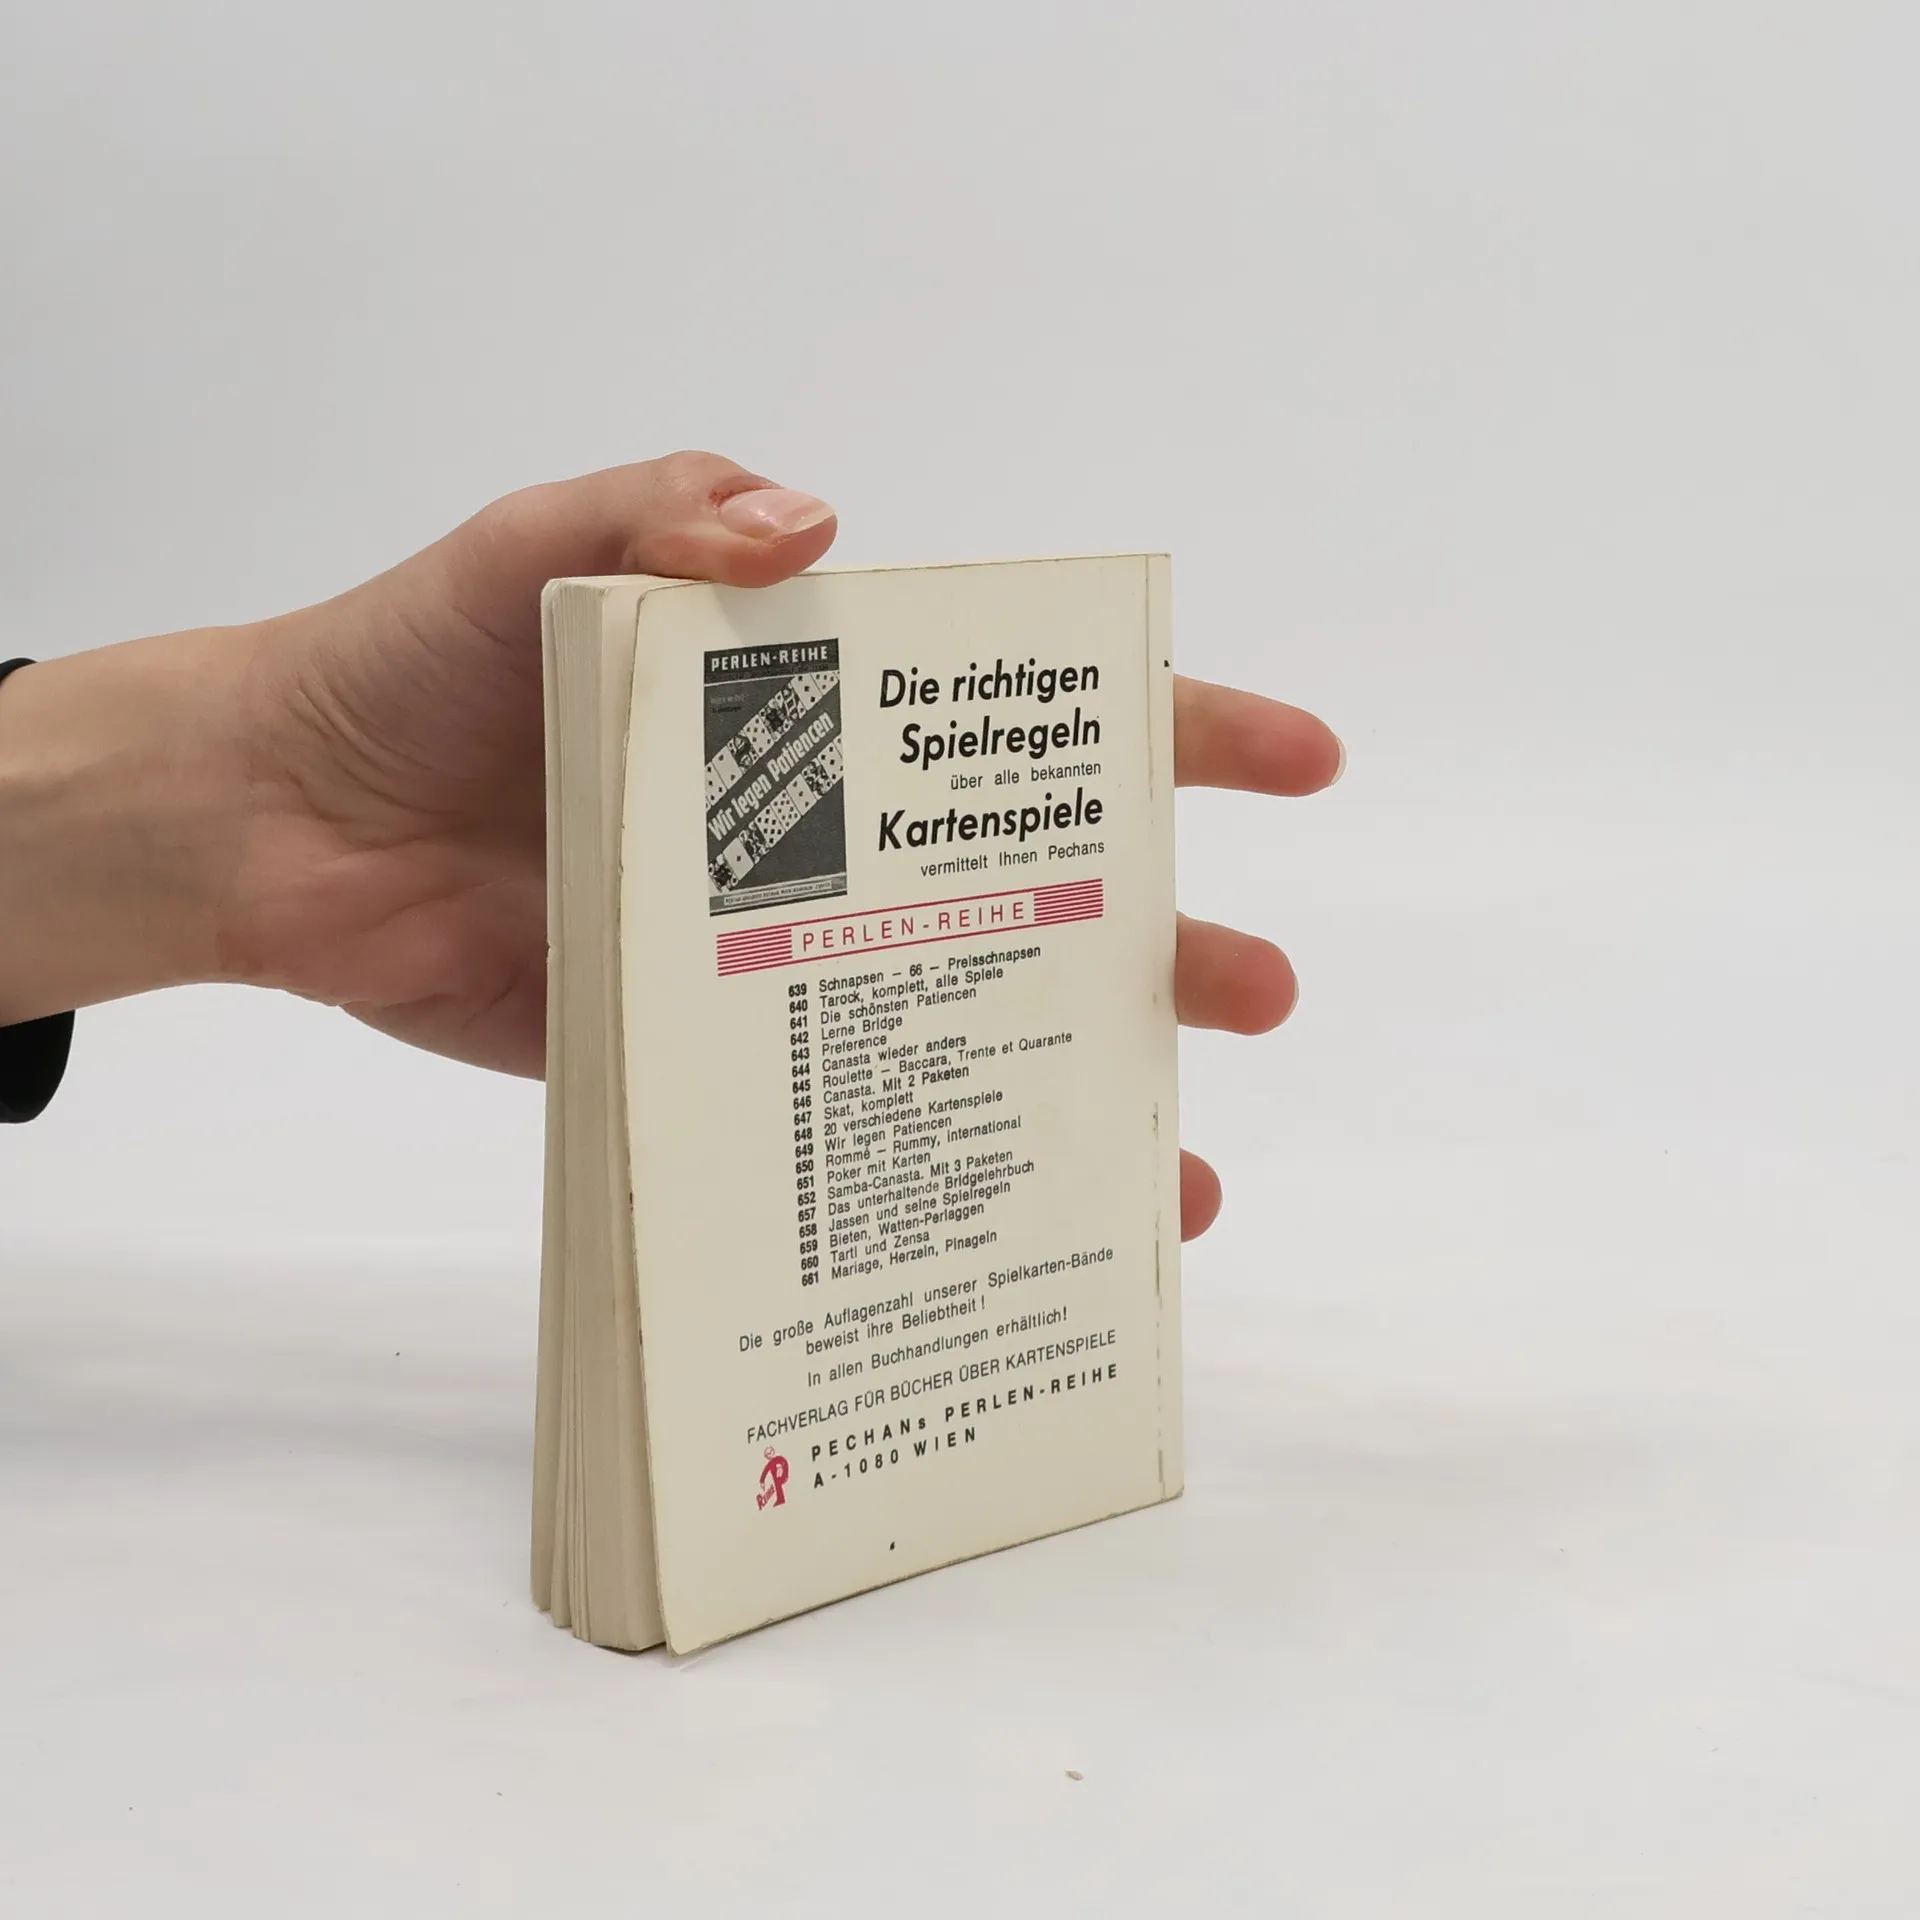 PERLEN-REIHE
Wir legen Patiencen
Die richtigen
Spielregeln
über alle bekannten
Kartenspiele
vermittelt Ihnen Pechans
PERLEN-REIHE
639 Schnapsen – 66 – Preisschnapsen
640 Tarock, komplett, alle Spiele
641 Die schönsten Patiencen
642 Lerne Bridge
643 Preference
644 Canasta wieder anders
645 Roulette – Baccara, Trente et Quarante
646 Canasta. Mit 2 Paketen
647 Skat, komplett
648 20 verschiedene Kartenspiele
649 Wir legen Patiencen
650 Rommé – Rummy, international
651 Poker mit Karten
652 Samba-Canasta. Mit 3 Paketen
657 Das unterhaltende Bridgelehrbuch
658 Jassen und seine Spielregeln
659 Bieten, Watten-Perlaggen
660 Tartl und Zensa
661 Mariage, Herzeln, Pinageln
Die große Auflagenzahl unserer Spielkarten-Bände
beweist ihre Beliebtheit!
In allen Buchhandlungen erhältlich!
FACHVERLAG FÜR BÜCHER ÜBER KARTENSPIELE
PECHANs PERLEN-REIHE
A-1080 WIEN
P
REIHE